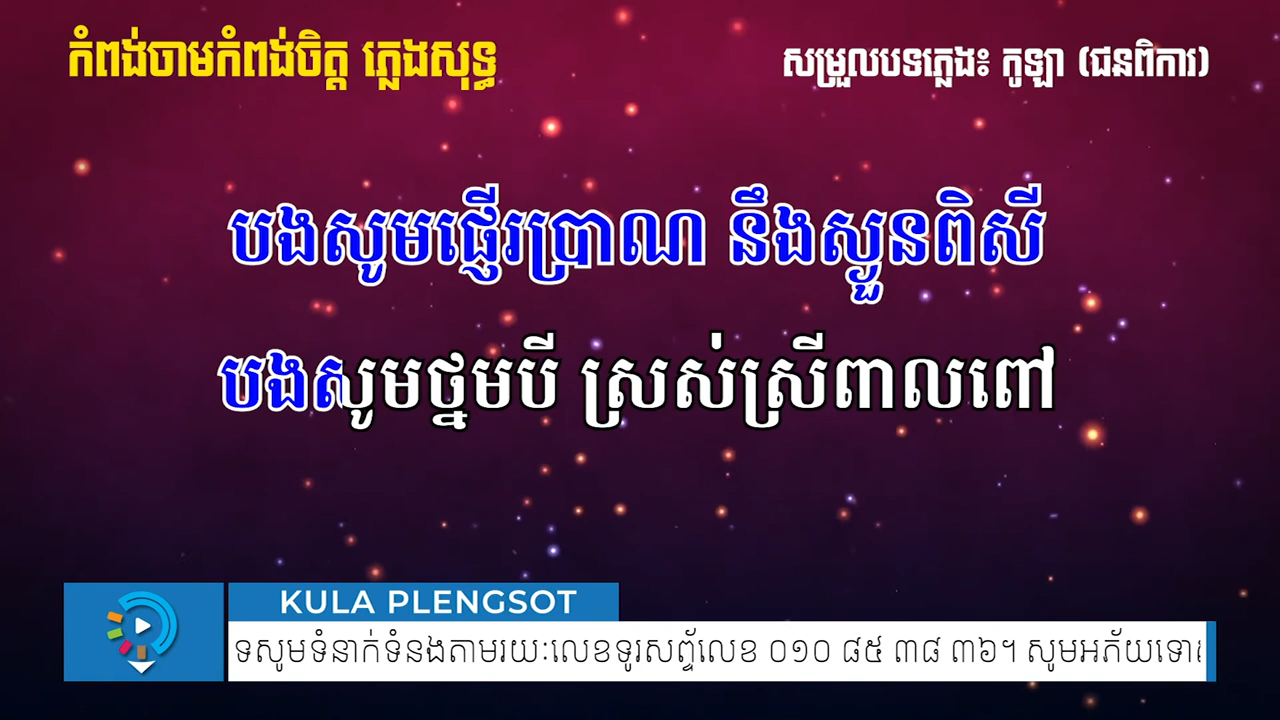 កំពង់ចាមកំពង់ចិត្ត ភ្លេងសុទ្ធ
សម្រួលបទភ្លេង៖ កូឡា (ជនពិការ)
បងសូមផ្ញើរប្រាណ នឹងស្ងួនពិសី
បងសូមថ្នមបី ស្រស់ស្រីពាលពៅ
KULA PLENGSOT
ទសូមទំនាក់ទំនងតាមរយៈលេខទូរសព្ទ័លេខ ០១០ ៨៥ ៣៨ ៣៦។ សូមអភ័យទោ